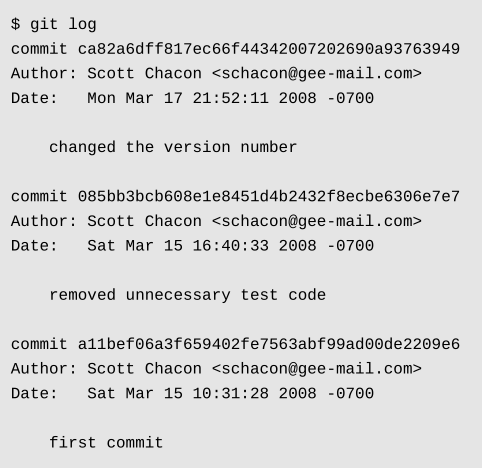 $ git log
commit ca82a6dff817ec66f44342007202690a93763949
Author: Scott Chacon <schacon@gee-mail.com>
Date:   Mon Mar 17 21:52:11 2008 -0700
    changed the version number
commit 085bb3bcb608e1e8451d4b2432f8ecbe6306e7e7
Author: Scott Chacon <schacon@gee-mail.com>
Date:   Sat Mar 15 16:40:33 2008 -0700
    removed unnecessary test code
commit a11bef06a3f659402fe7563abf99ad00de2209e6
Author: Scott Chacon <schacon@gee-mail.com>
Date:   Sat Mar 15 10:31:28 2008 -0700
    first commit